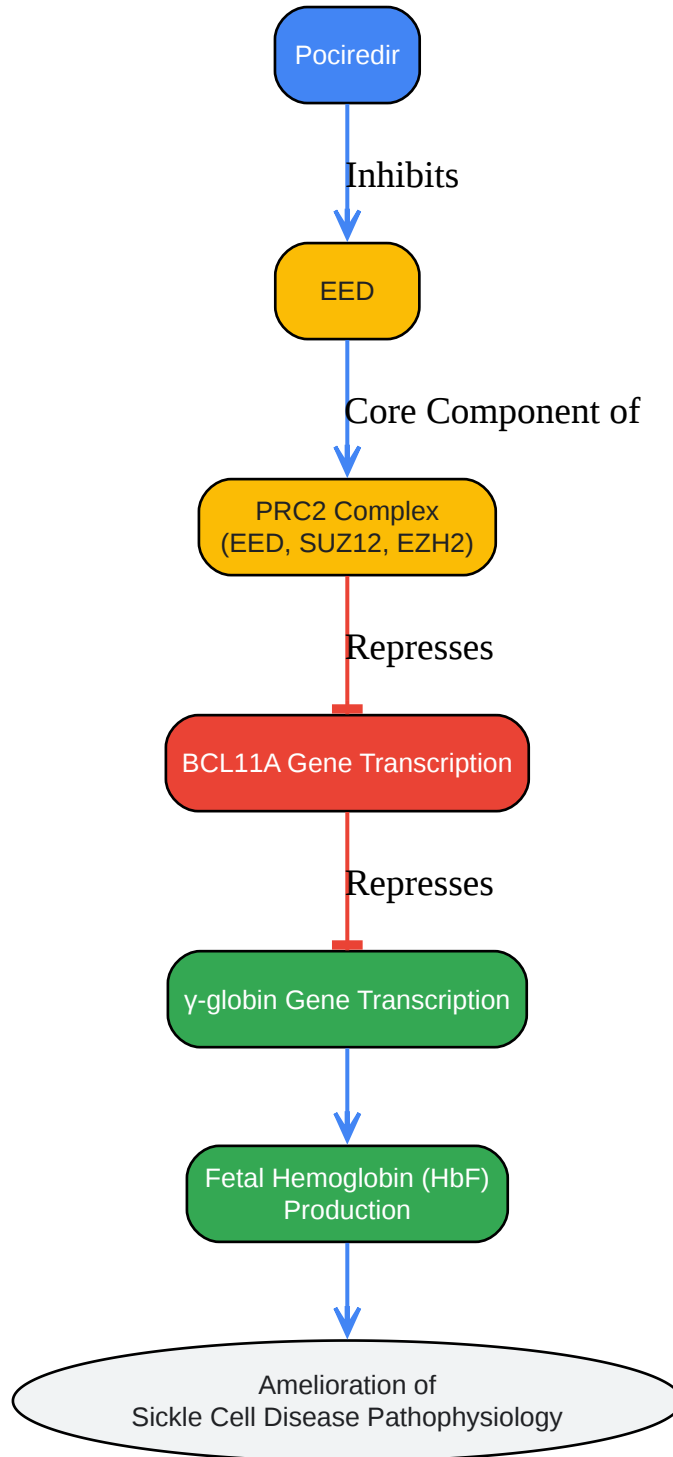 Pociredir
Inhibits
EED
Core Component of
PRC2 Complex
(EED, SUZ12, EZH2)
Represses
BCL11A Gene Transcription
Represses
γ-globin Gene Transcription
Fetal Hemoglobin (HbF)
Production
Amelioration of
Sickle Cell Disease Pathophysiology